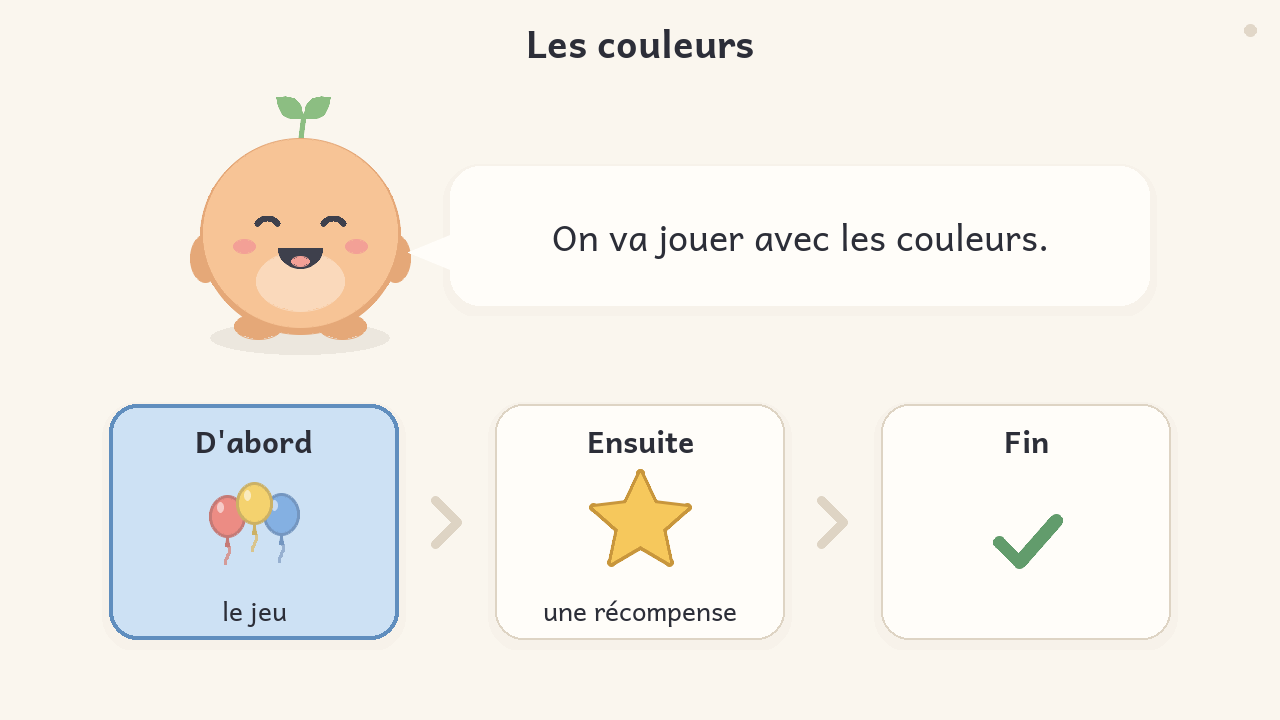 Les couleurs
On va jouer avec les couleurs.
D'abord
le jeu
Ensuite
une récompense
Fin